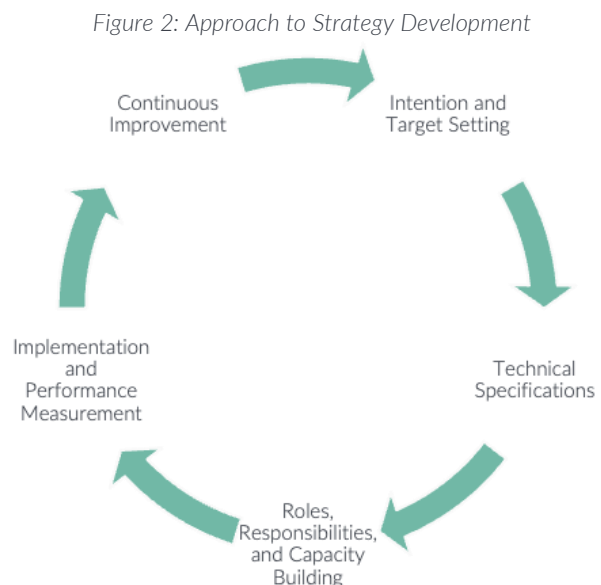 Figure 2: Approach to Strategy Development
Continuous
Improvement
Intention and
Target Setting
Technical
Specifications
Roles,
Responsibilities,
and Capacity
Building
Implementation
and
Performance
Measurement